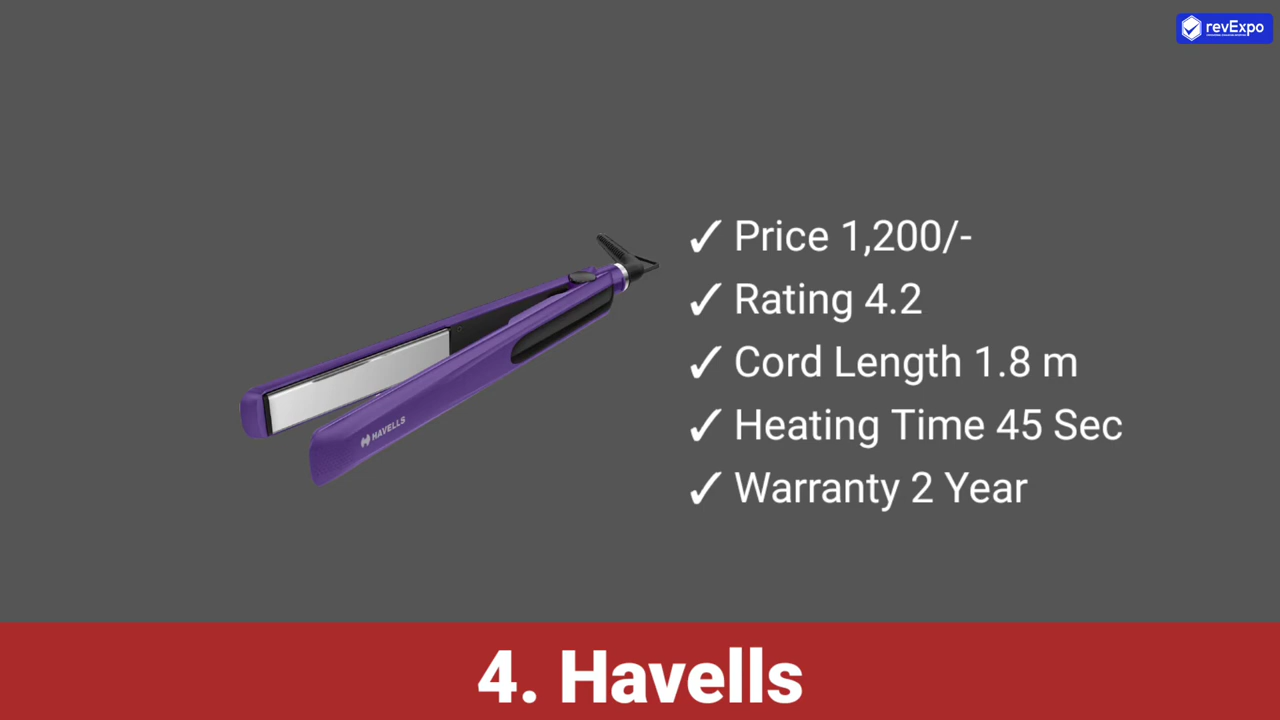 revExpo
✓ Price 1,200/-
✓ Rating 4.2
✓ Cord Length 1.8 m
✓ Heating Time 45 Sec
✓ Warranty 2 Year
HAVELLS
4. Havells